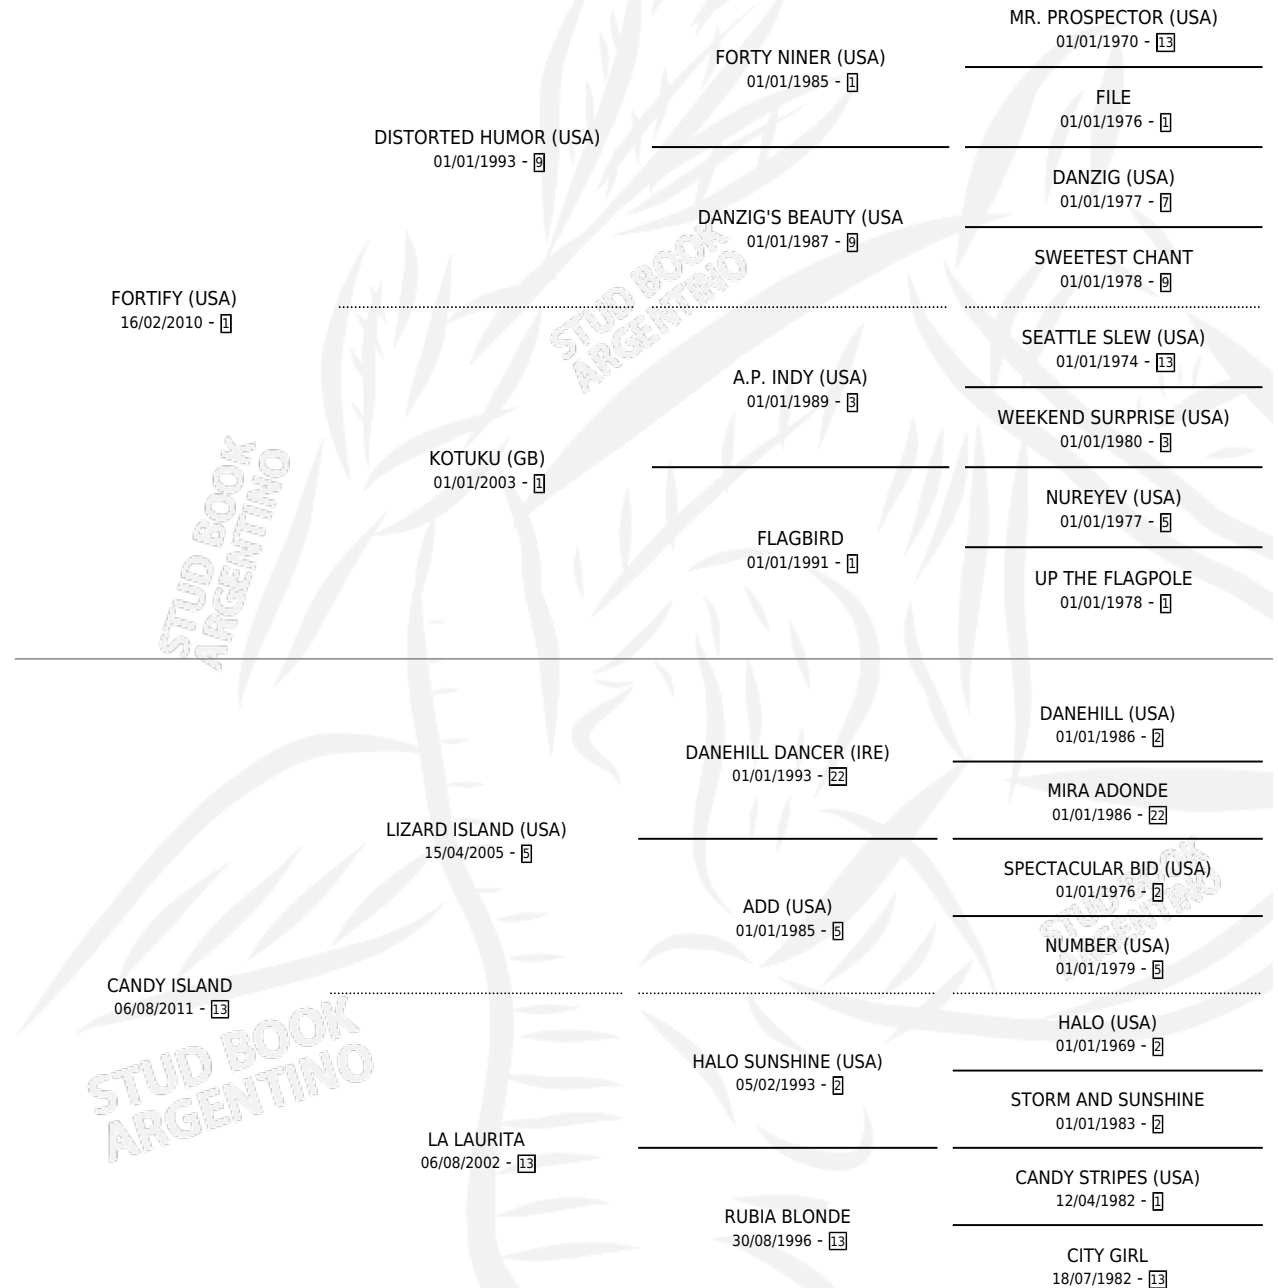 MR. PROSPECTOR (USA)
01/01/1970 - 13
FORTY NINER (USA)
01/01/1985 - 1
FILE
01/01/1976 - 1
DISTORTED HUMOR (USA)
01/01/1993 - 9
DANZIG (USA)
01/01/1977 - 7
DANZIG'S BEAUTY (USA
01/01/1987 - 9
SWEETEST CHANT
01/01/1978 - 9
FORTIFY (USA)
16/02/2010 - 1
STUD BOOK
ARGENTINO
SEATTLE SLEW (USA)
01/01/1974 - 13
A.P. INDY (USA)
01/01/1989 - 3
WEEKEND SURPRISE (USA)
01/01/1980 - 3
KOTUKU (GB)
01/01/2003 - 1
NUREYEV (USA)
01/01/1977 - 5
FLAGBIRD
01/01/1991 - 1
UP THE FLAGPOLE
01/01/1978 - 1
STUD BOOK
ARGENTINO
DANEHILL (USA)
01/01/1986 - 2
DANEHILL DANCER (IRE)
01/01/1993 - 22
MIRA ADONDE
01/01/1986 - 22
LIZARD ISLAND (USA)
15/04/2005 - 5
SPECTACULAR BID (USA)
01/01/1976 - 2
STUD BOOK
ARGENTINO
ADD (USA)
01/01/1985 - 5
NUMBER (USA)
01/01/1979 - 5
CANDY ISLAND
06/08/2011 - 13
STUD BOOK
ARGENTINO
HALO (USA)
01/01/1969 - 2
HALO SUNSHINE (USA)
05/02/1993 - 2
STORM AND SUNSHINE
01/01/1983 - 2
LA LAURITA
06/08/2002 - 13
CANDY STRIPES (USA)
12/04/1982 - 1
RUBIA BLONDE
30/08/1996 - 13
CITY GIRL
18/07/1982 - 13